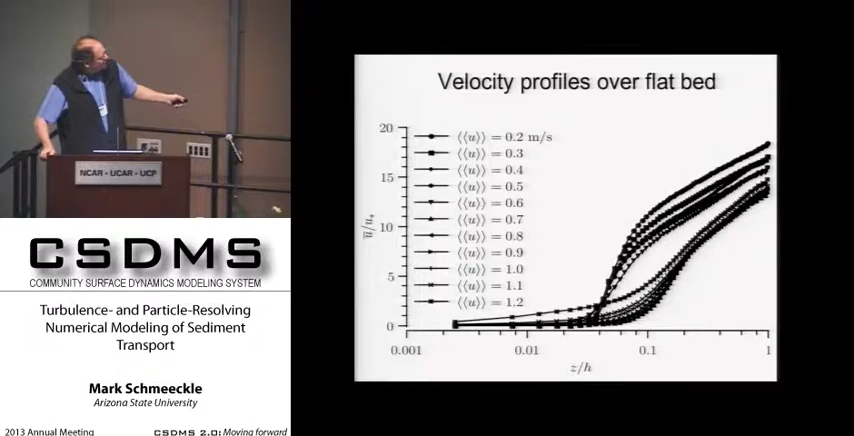 NCAR - UCAR - UCP
CSDMS
COMMUNITY SURFACE DYNAMICS MODELING SYSTEM
Turbulence- and Particle-Resolving
Numerical Modeling of Sediment
Transport
Mark Schmeeckle
Arizona State University
2013 Annual Meeting
CSDMS 2.0: Moving forward
Velocity profiles over flat bed
20
15
10
5
0
u̅/u*
⟨⟨u⟩⟩ = 0.2 m/s
⟨⟨u⟩⟩ = 0.3
⟨⟨u⟩⟩ = 0.4
⟨⟨u⟩⟩ = 0.5
⟨⟨u⟩⟩ = 0.6
⟨⟨u⟩⟩ = 0.7
⟨⟨u⟩⟩ = 0.8
⟨⟨u⟩⟩ = 0.9
⟨⟨u⟩⟩ = 1.0
⟨⟨u⟩⟩ = 1.1
⟨⟨u⟩⟩ = 1.2
0.001 0.01 0.1 1
z/h